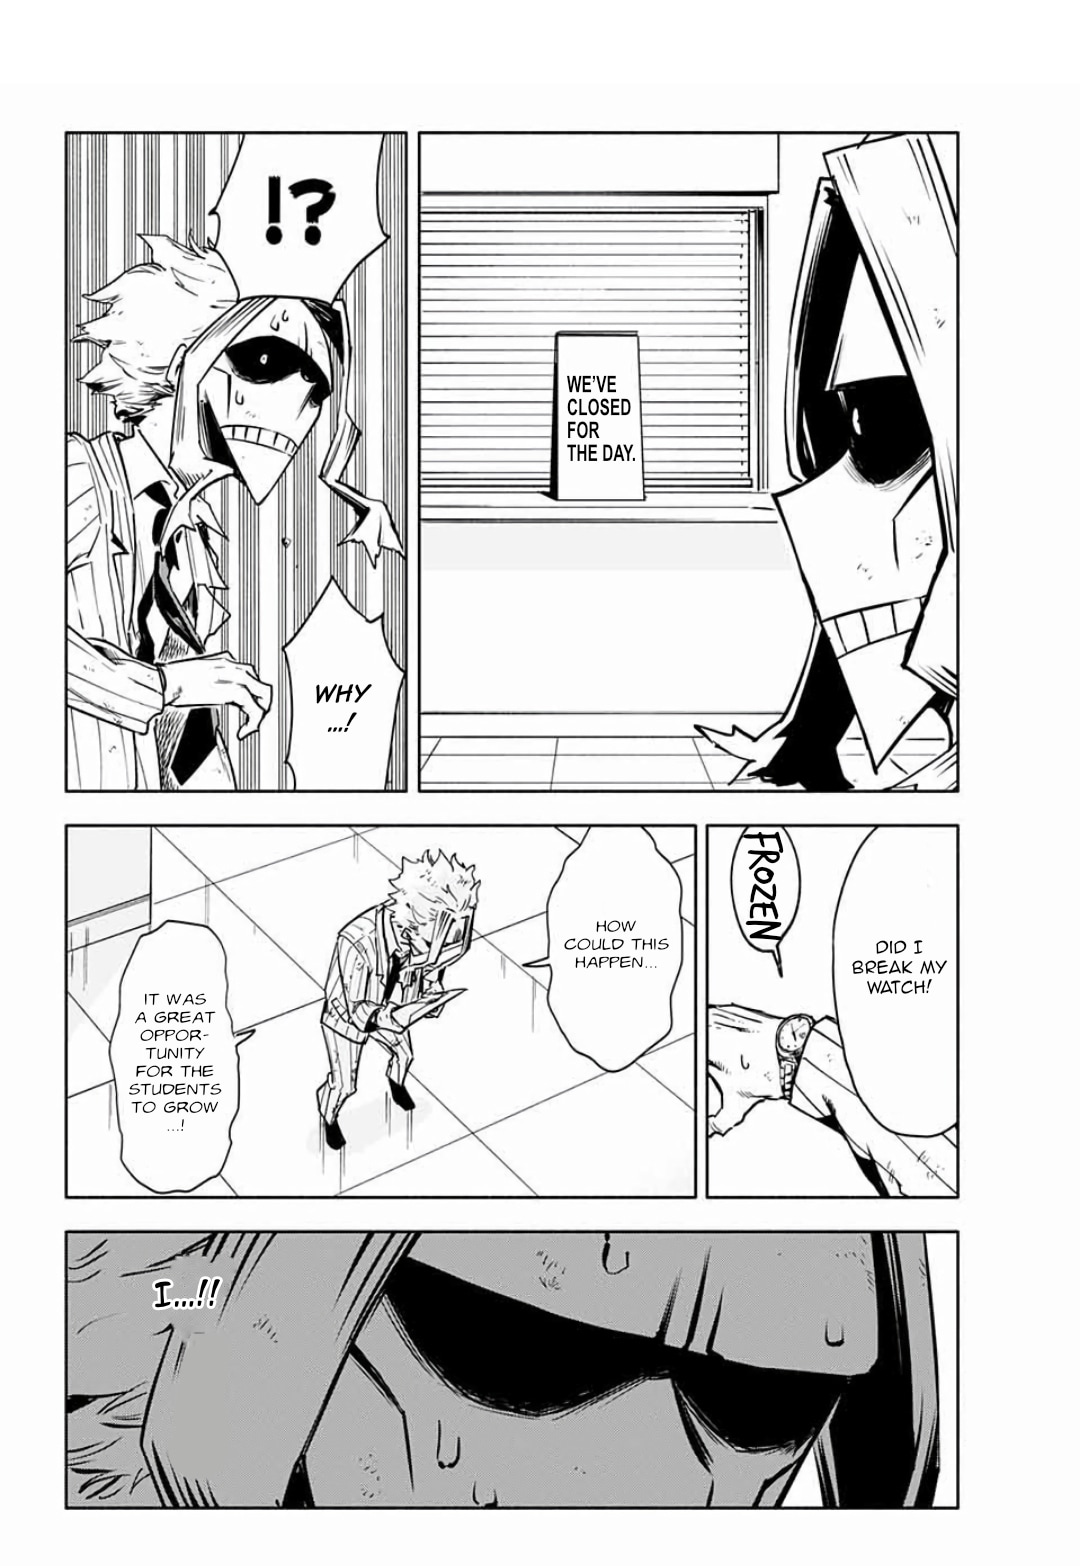 WE'VE
CLOSED
FOR
THE DAY.
!?
WHY
...!
DID I
BREAK MY
WATCH!
FROZEN
HOW
COULD THIS
HAPPEN...
IT WAS
A GREAT
OPPOR-
TUNITY
FOR THE
STUDENTS
TO GROW
...!
I...!!